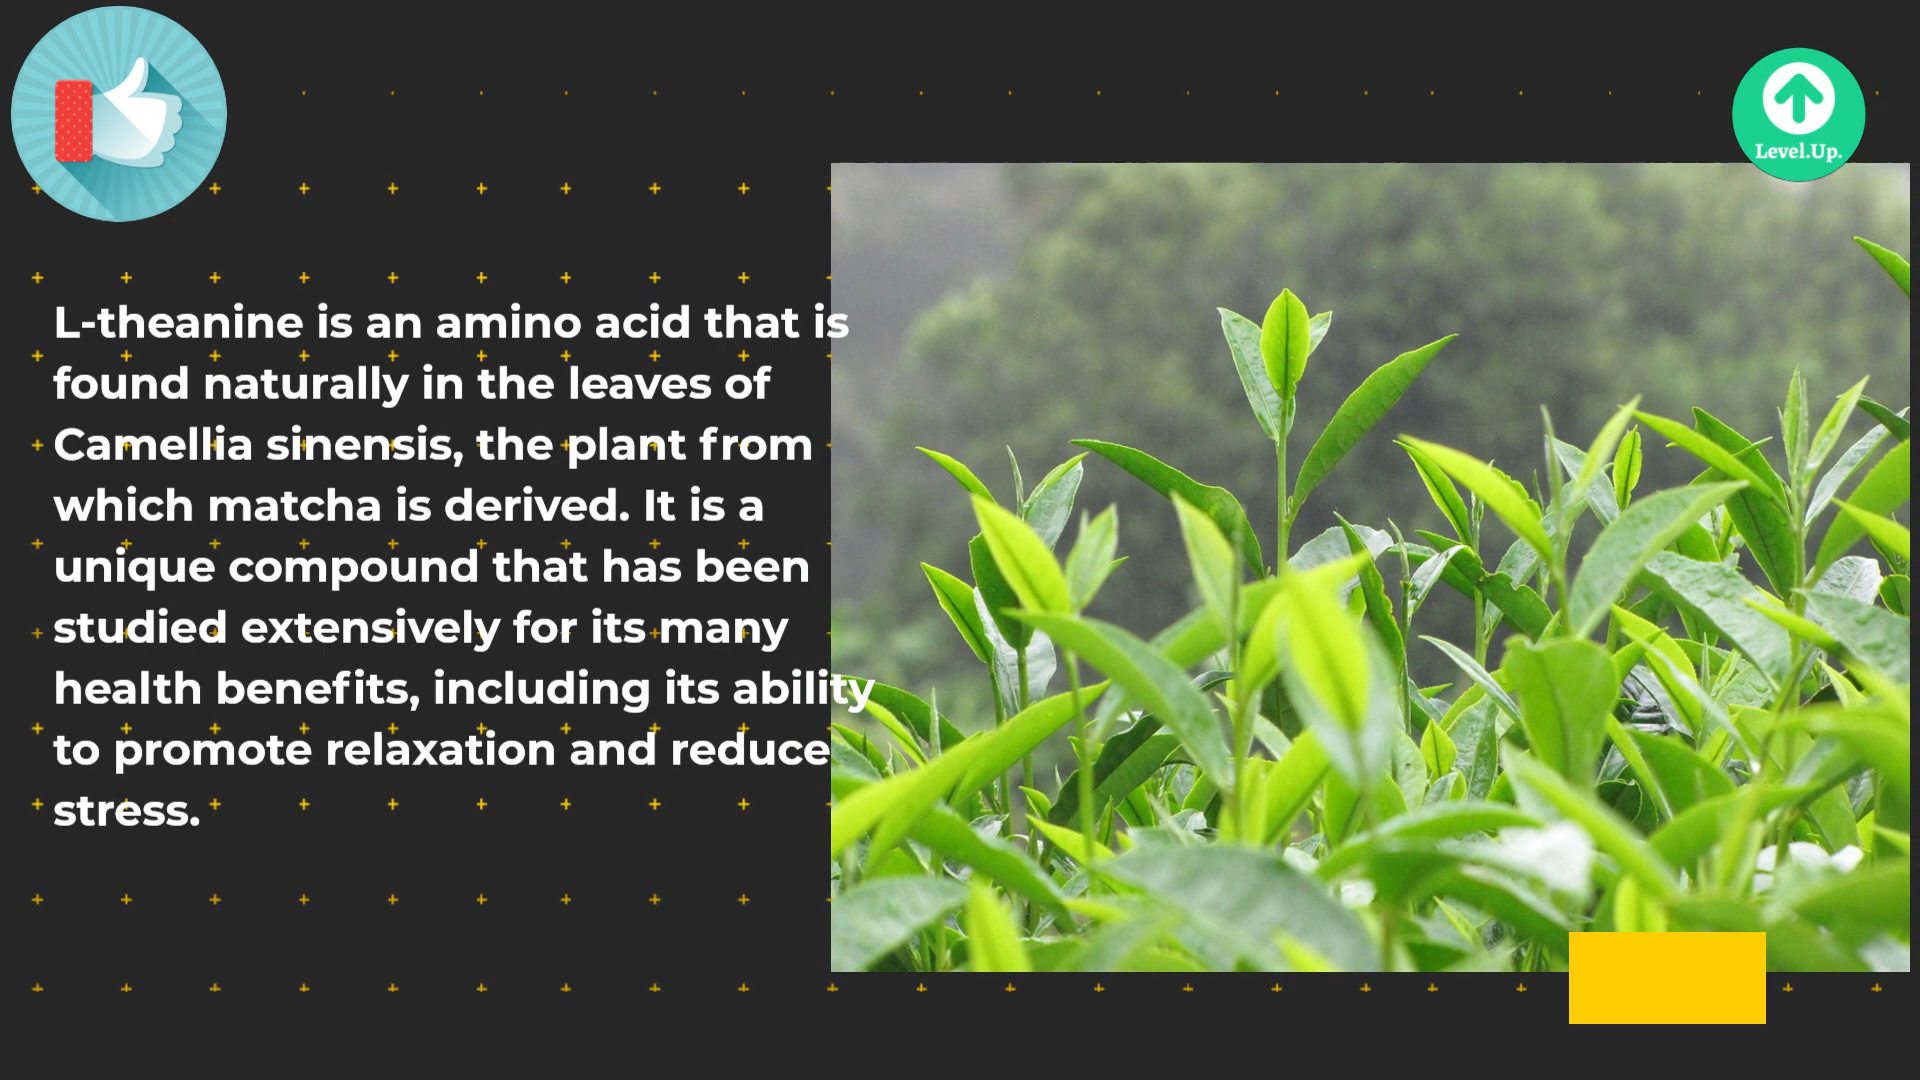 Level.Up.
L-theanine is an amino acid that is
found naturally in the leaves of
Camellia sinensis, the plant from
which matcha is derived. It is a
unique compound that has been
studied extensively for its many
health benefits, including its ability
to promote relaxation and reduce
stress.